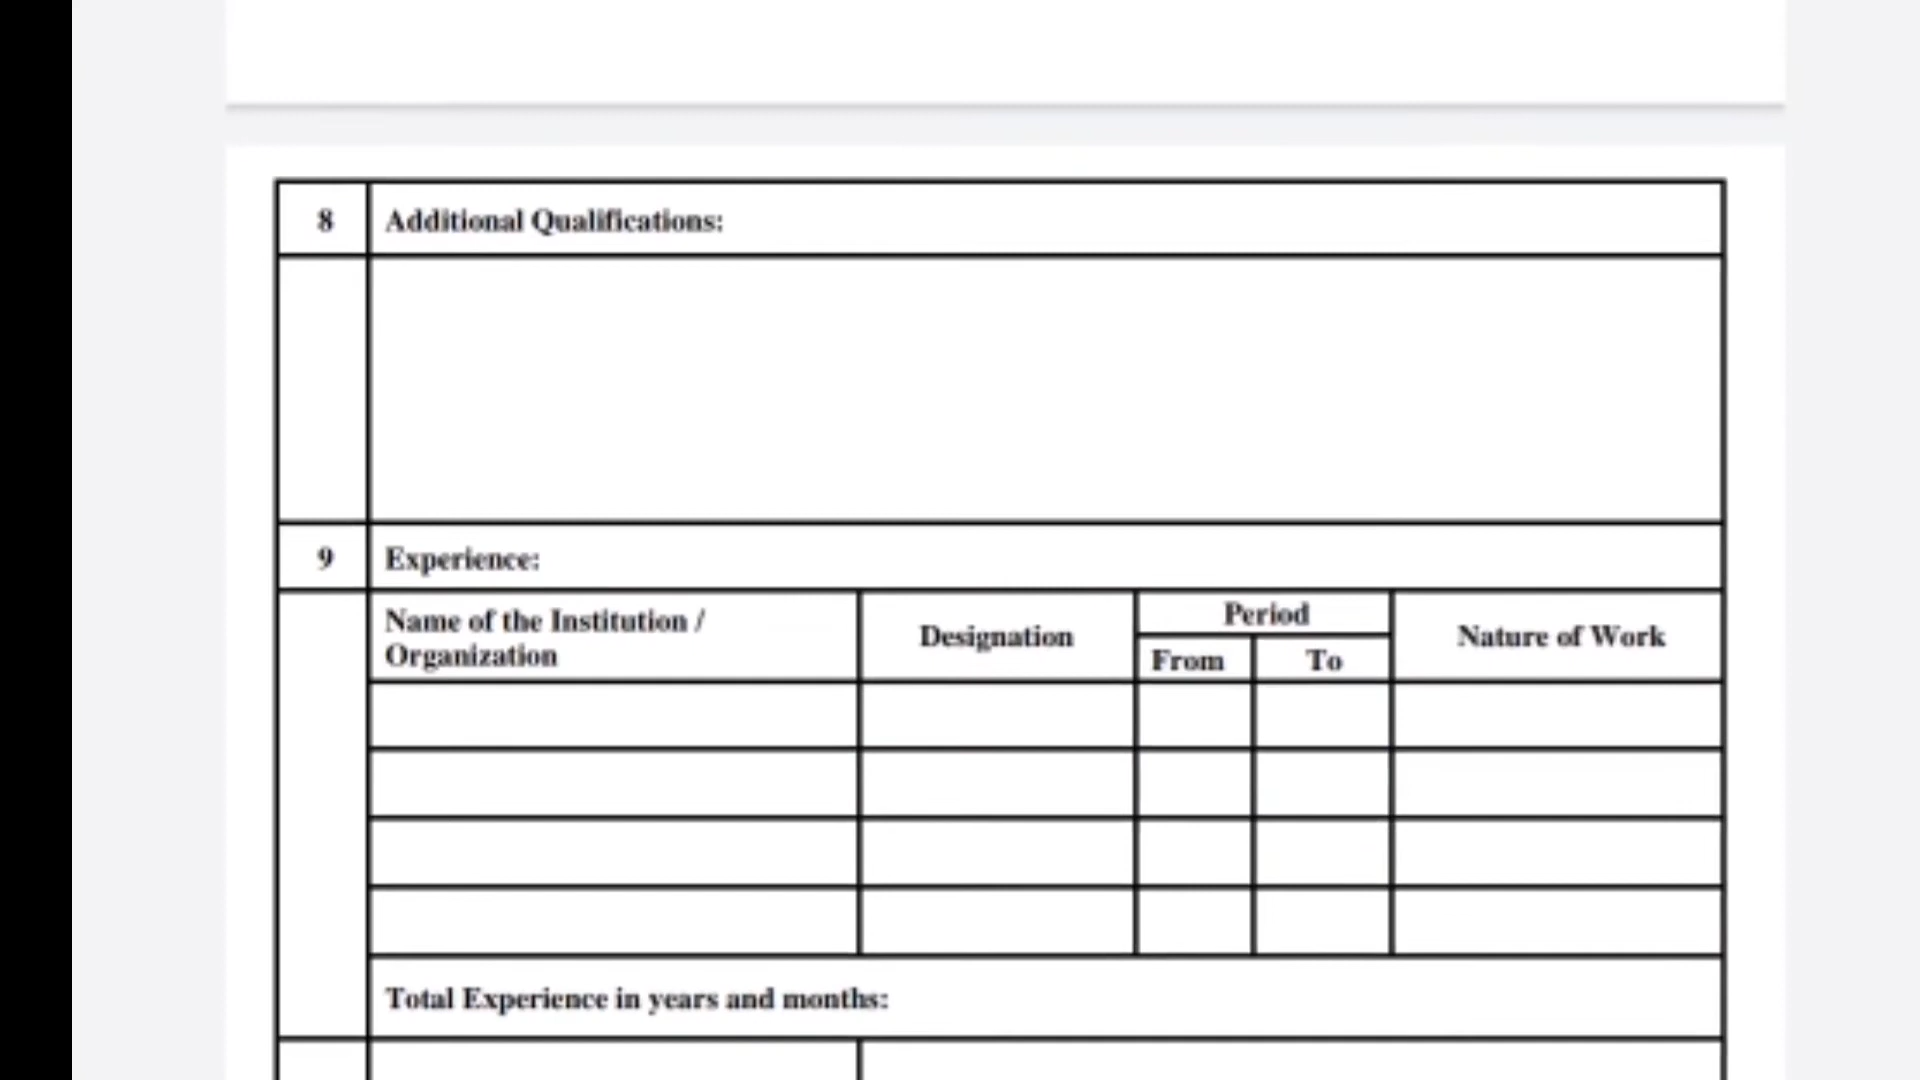 8 Additional Qualifications:
9 Experience:
Name of the Institution /
Organization
Designation
Period
From To
Nature of Work
Total Experience in years and months: